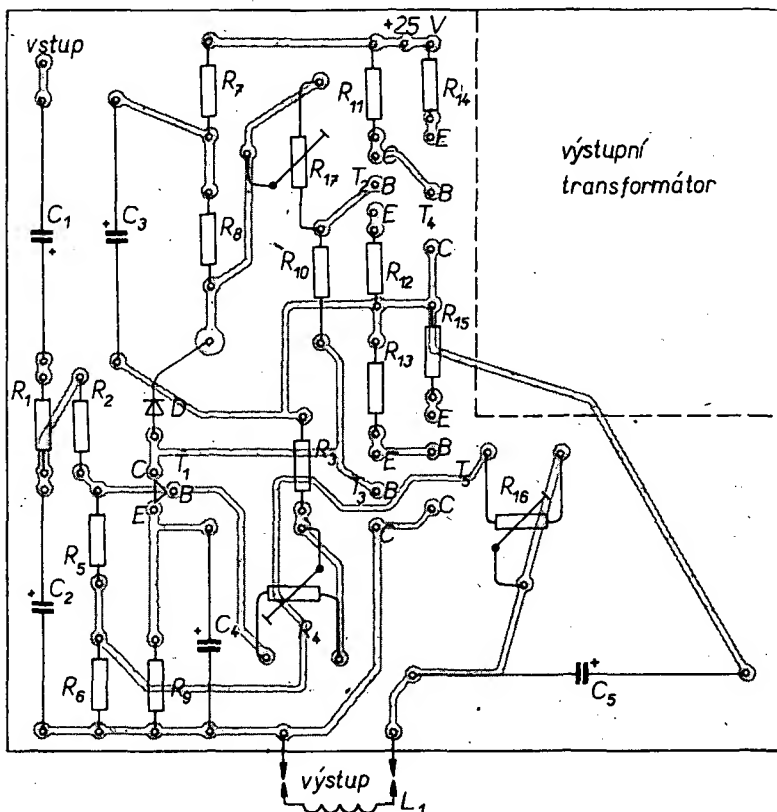 vstup
+25 V
R7
R11
R14
E
R17
C
T2
B
B
E
T4
C1
C3
R8
R10
R12
C
R15
výstupní
transformátor
R13
R1
R2
D
E
C
T1
R3
E
B
B
T3
B
T5
R16
E
C
C
R5
C2
C4
R4
R6
R9
C5
výstup
L1
+
+
+
+
+